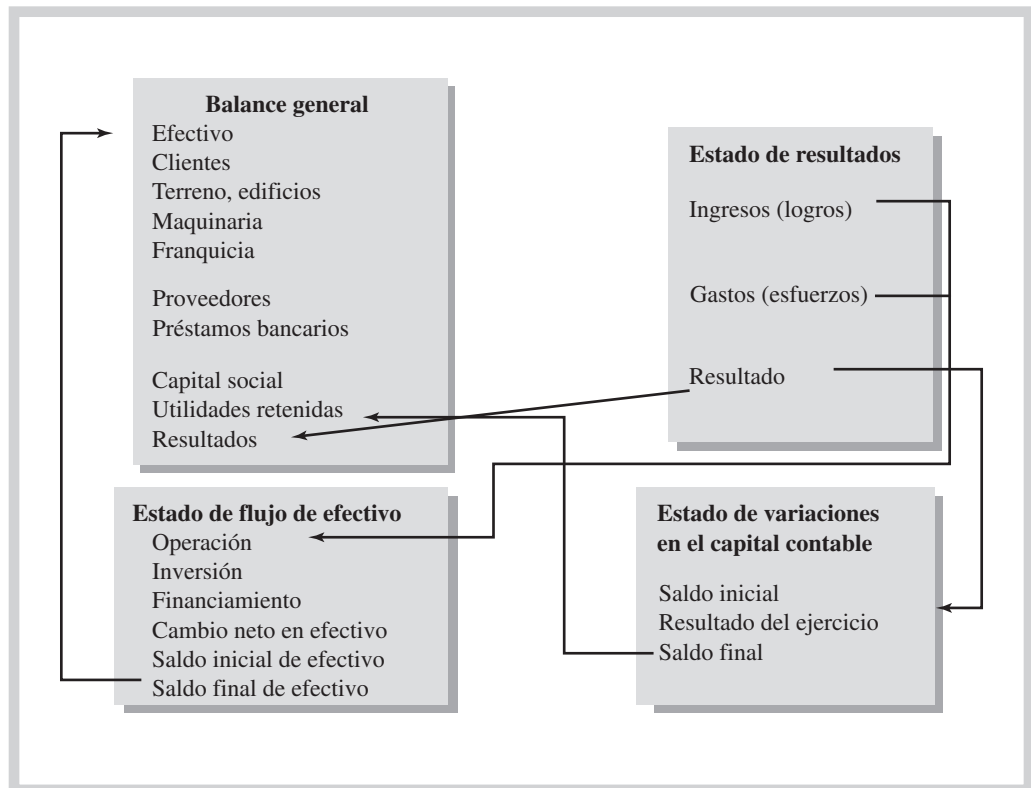 Balance general
Efectivo
Clientes
Terreno, edificios
Maquinaria
Franquicia
Proveedores
Préstamos bancarios
Capital social
Utilidades retenidas
Resultados
Estado de resultados
Ingresos (logros)
Gastos (esfuerzos)
Resultado
Estado de flujo de efectivo
Operación
Inversión
Financiamiento
Cambio neto en efectivo
Saldo inicial de efectivo
Saldo final de efectivo
Estado de variaciones
en el capital contable
Saldo inicial
Resultado del ejercicio
Saldo final